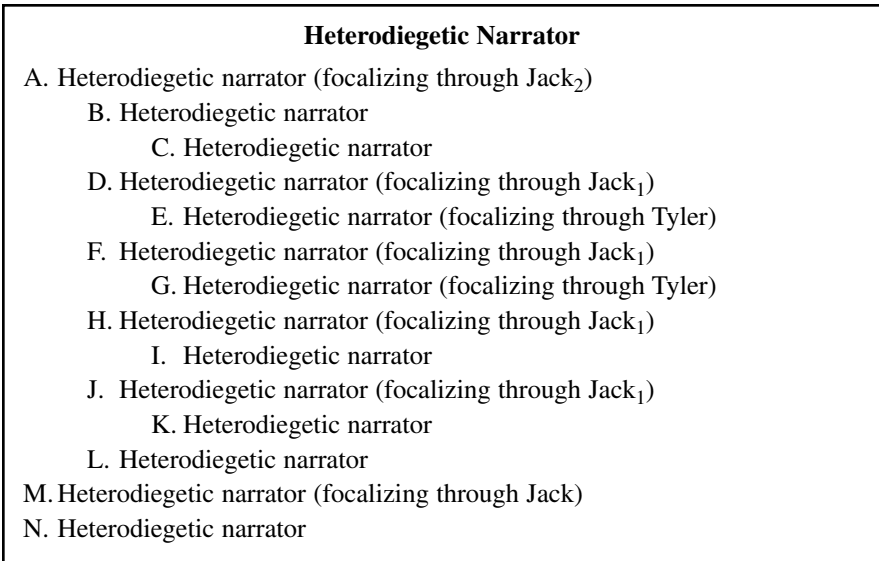 Heterodiegetic Narrator
A. Heterodiegetic narrator (focalizing through Jack₂)
B. Heterodiegetic narrator
C. Heterodiegetic narrator
D. Heterodiegetic narrator (focalizing through Jack₁)
E. Heterodiegetic narrator (focalizing through Tyler)
F. Heterodiegetic narrator (focalizing through Jack₁)
G. Heterodiegetic narrator (focalizing through Tyler)
H. Heterodiegetic narrator (focalizing through Jack₁)
I. Heterodiegetic narrator
J. Heterodiegetic narrator (focalizing through Jack₁)
K. Heterodiegetic narrator
L. Heterodiegetic narrator
M. Heterodiegetic narrator (focalizing through Jack)
N. Heterodiegetic narrator